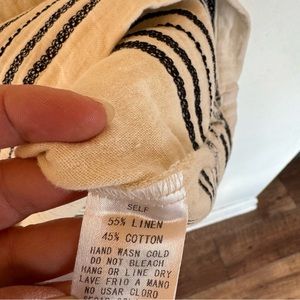 SELF
55% LINEN
45% COTTON
HAND WASN COLD
DO NOT BLEACH
HANG OR LINE DRY
LAVE FRIO A MANO
NO USAR CLORO